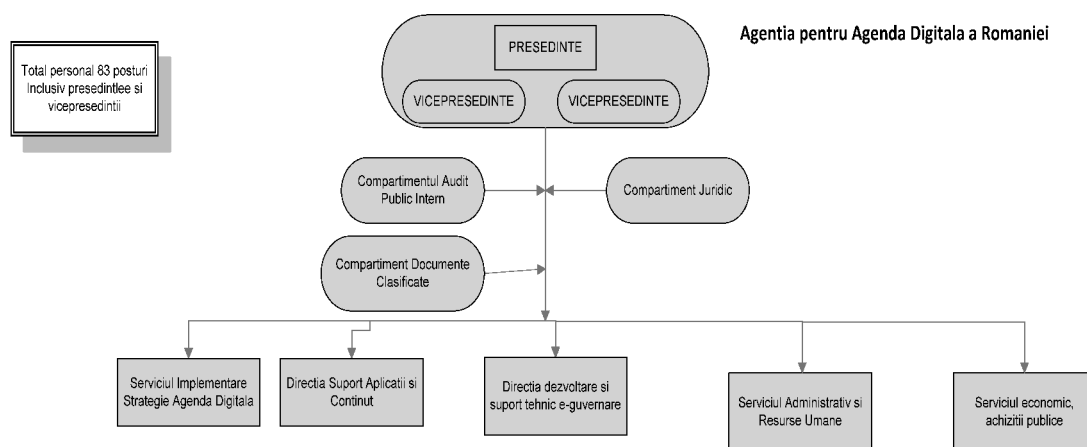 Agentia pentru Agenda Digitala a Romaniei
Total personal 83 posturi
Inclusiv presedintlee si
vicepresedintii
PRESEDINTE
VICEPRESEDINTE
VICEPRESEDINTE
Compartimentul Audit
Public Intern
Compartiment Juridic
Compartiment Documente
Clasificate
Serviciul Implementare
Strategie Agenda Digitala
Directia Suport Aplicatii si
Continut
Directia dezvoltare si
suport tehnic e-guvernare
Serviciul Administrativ si
Resurse Umane
Serviciul economic,
achizitii publice